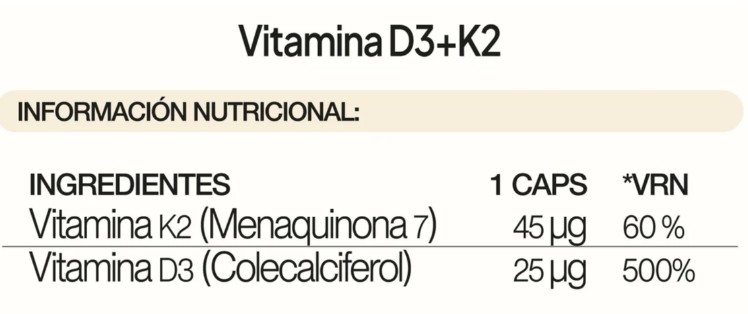 Vitamina D3+K2
INFORMACIÓN NUTRICIONAL:
INGREDIENTES 1 CAPS *VRN
Vitamina K2 (Menaquinona 7) 45 µg 60 %
Vitamina D3 (Colecalciferol) 25 µg 500%